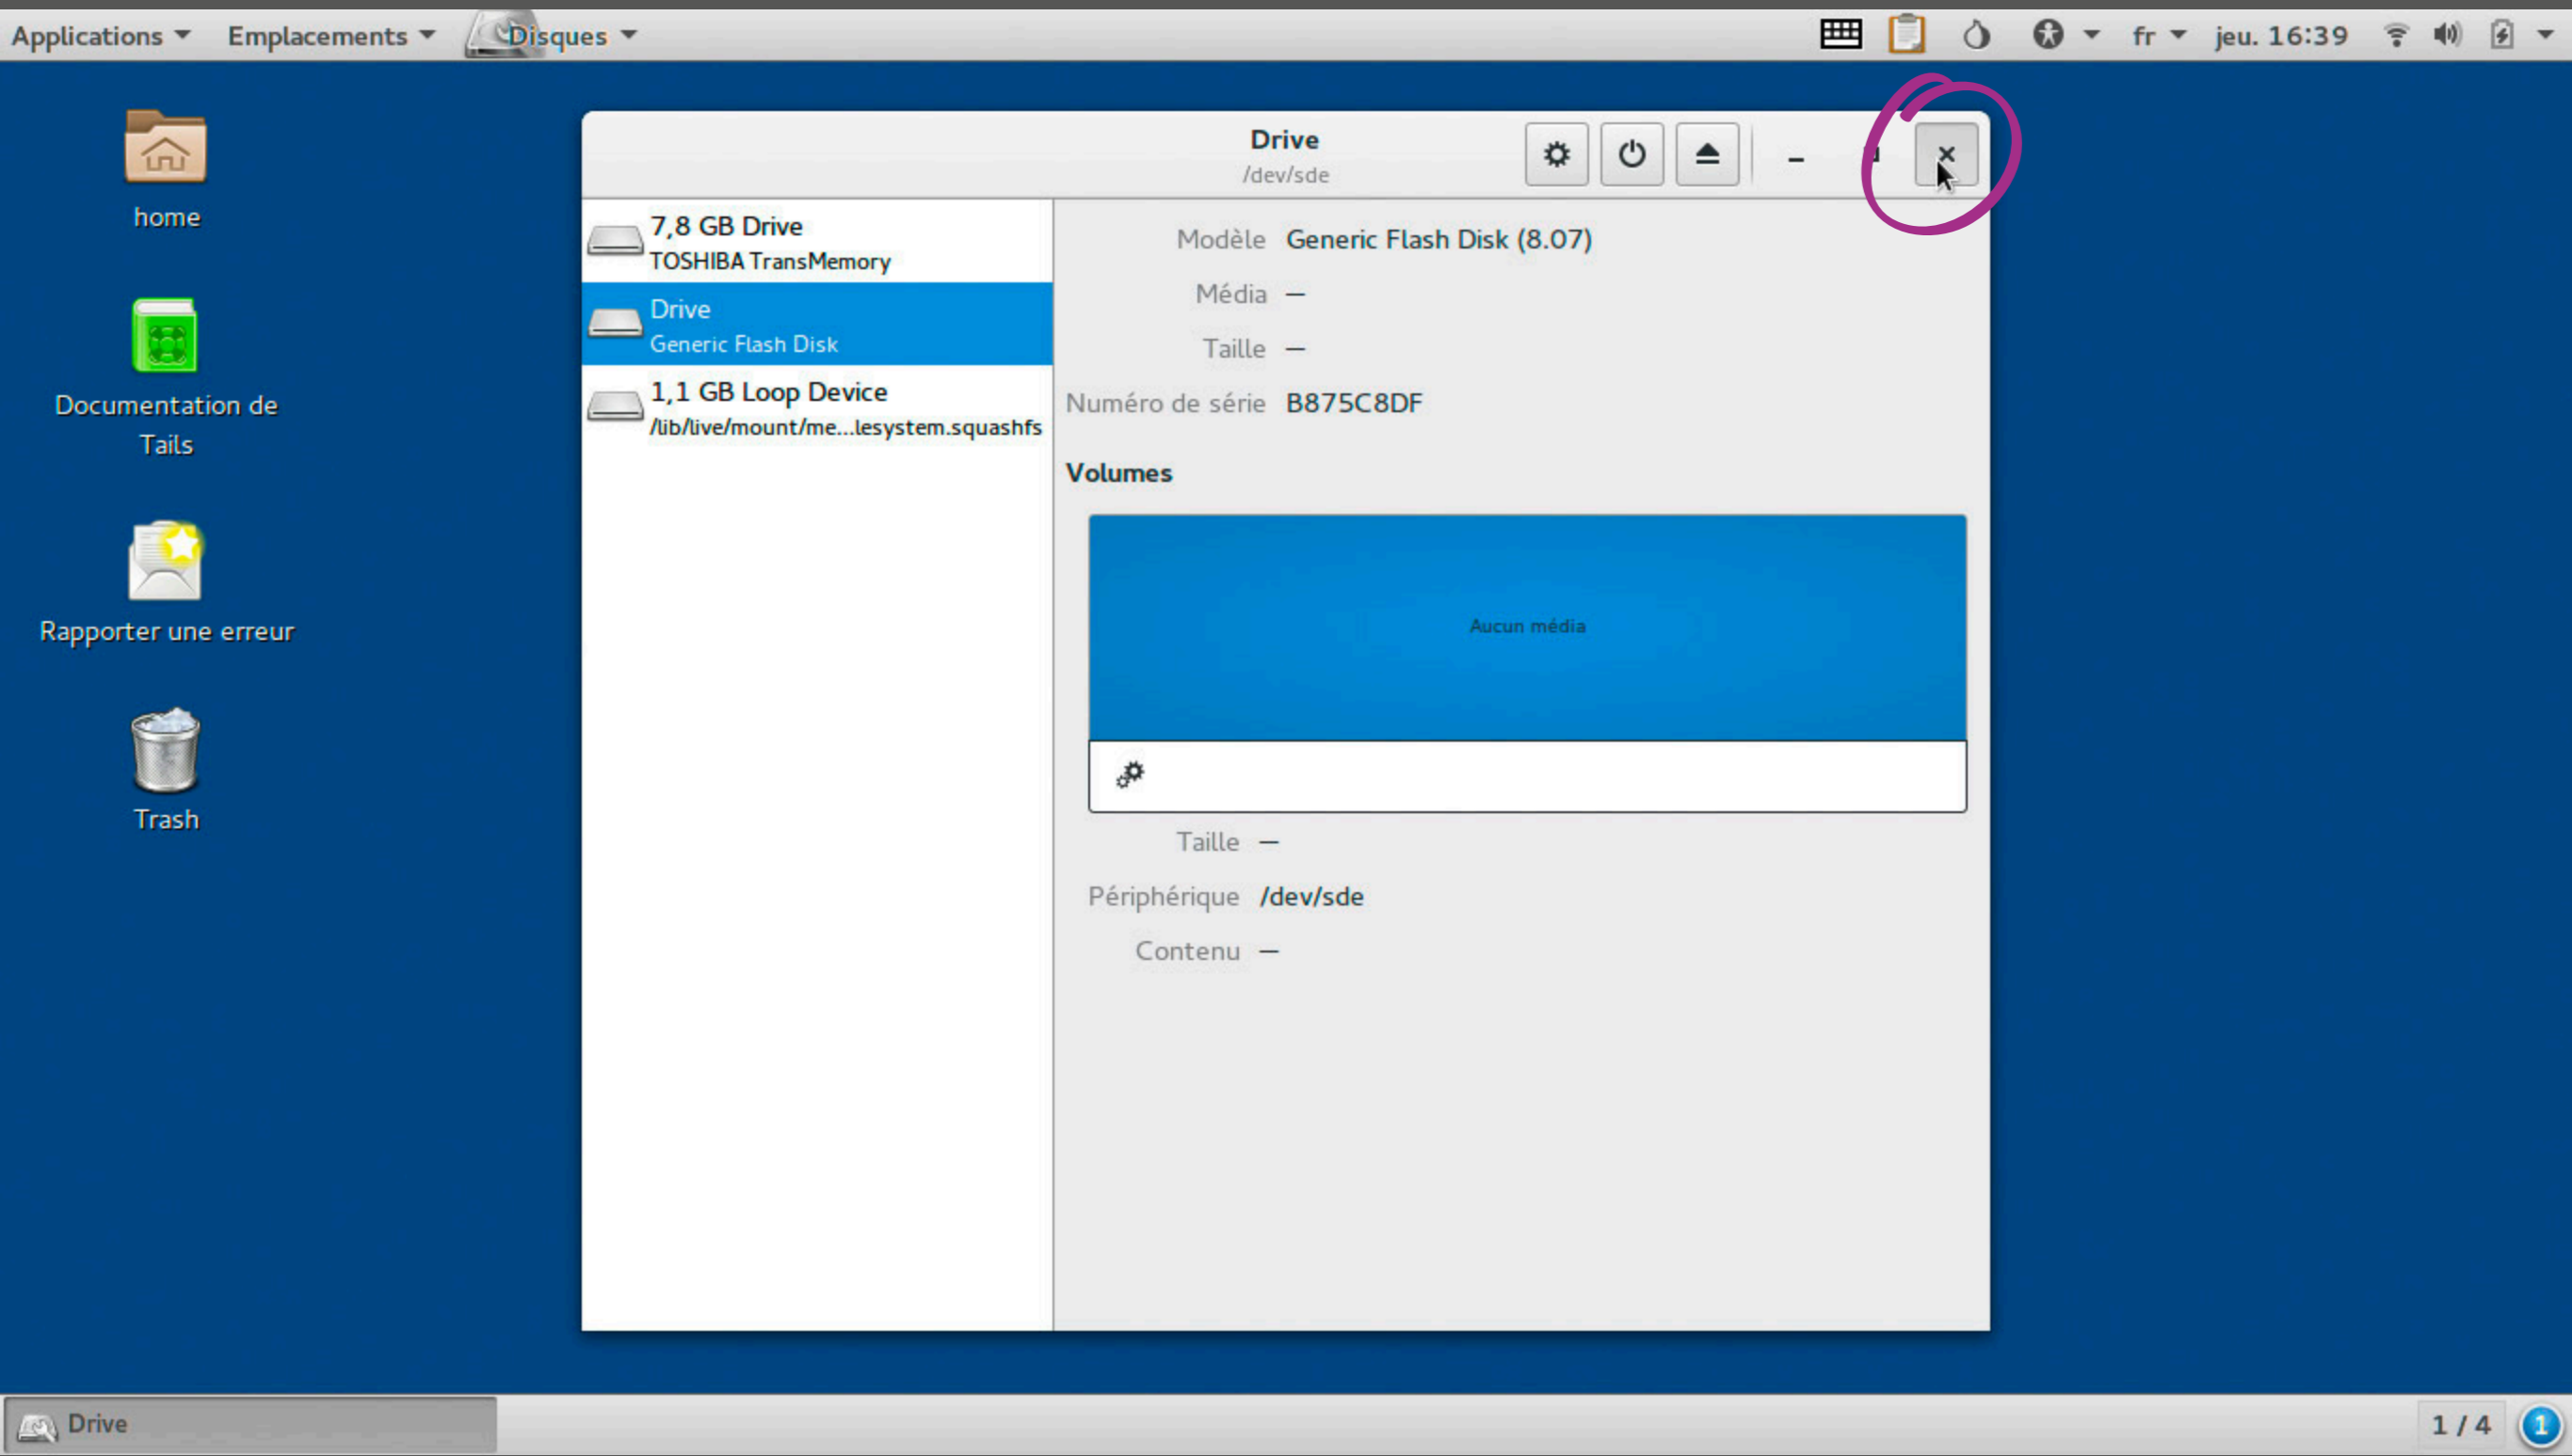 Applications Emplacements Disques fr jeu. 16:39
home
Documentation de
Tails
Rapporter une erreur
Trash
Drive
/dev/sde
7,8 GB Drive
TOSHIBA TransMemory
Drive
Generic Flash Disk
1,1 GB Loop Device
/lib/live/mount/me...lesystem.squashfs
Modèle Generic Flash Disk (8.07)
Média —
Taille —
Numéro de série B875C8DF
Volumes
Aucun média
Taille —
Périphérique /dev/sde
Contenu —
Drive
1 / 4 1